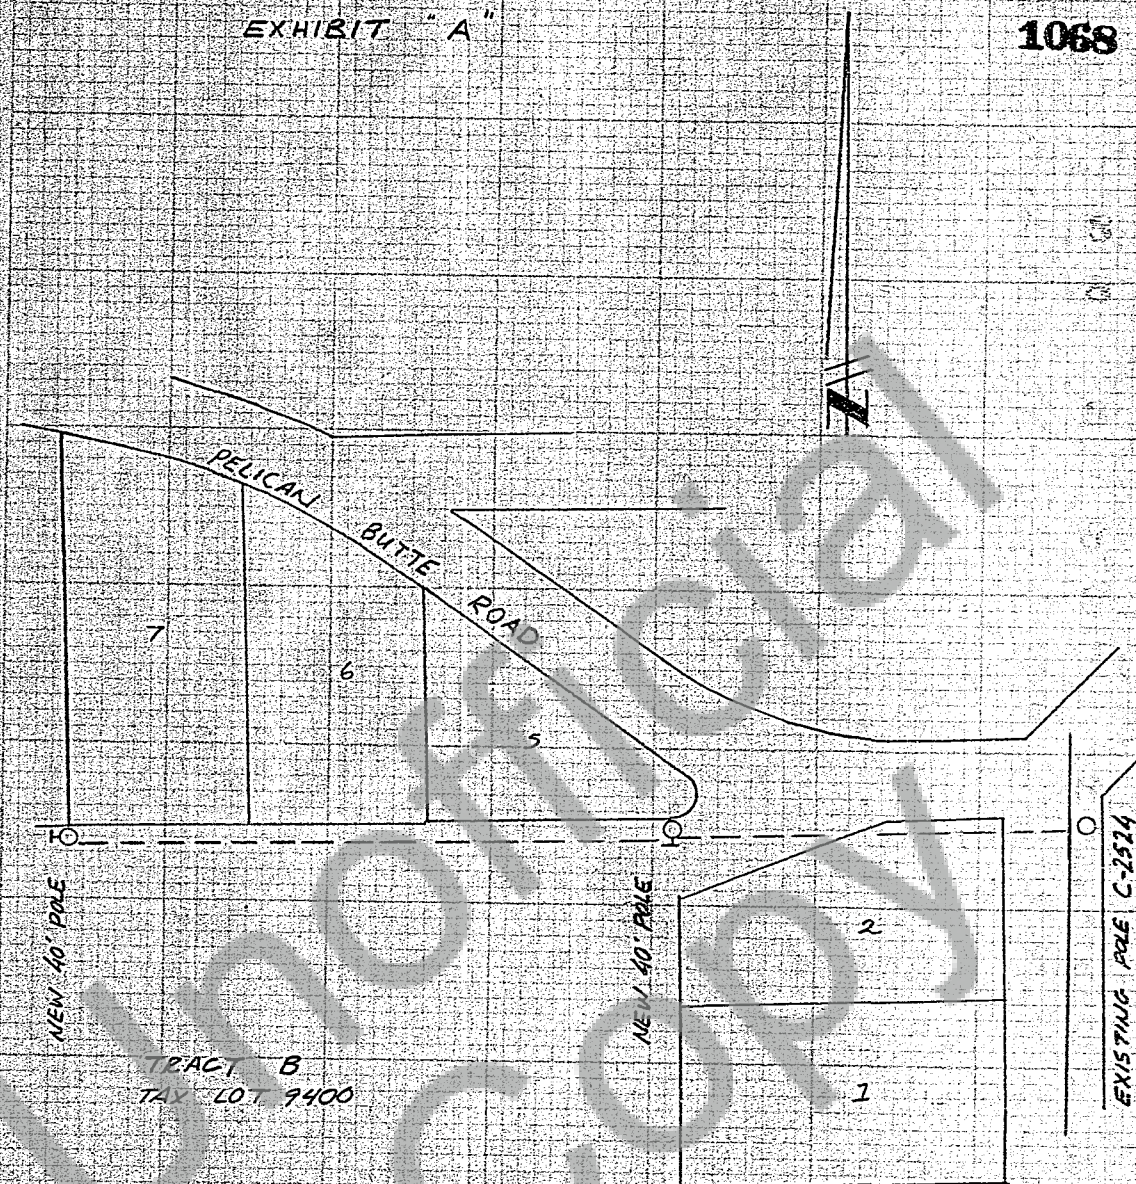 EXHIBIT "A"
1068
N
PELICAN BUTTE ROAD
7
6
5
NEW 40' POLE
NEW 40' POLE
EXISTING POLE C-2524
2
1
TRACT B
TAX LOT 9400
Unofficial
Copy